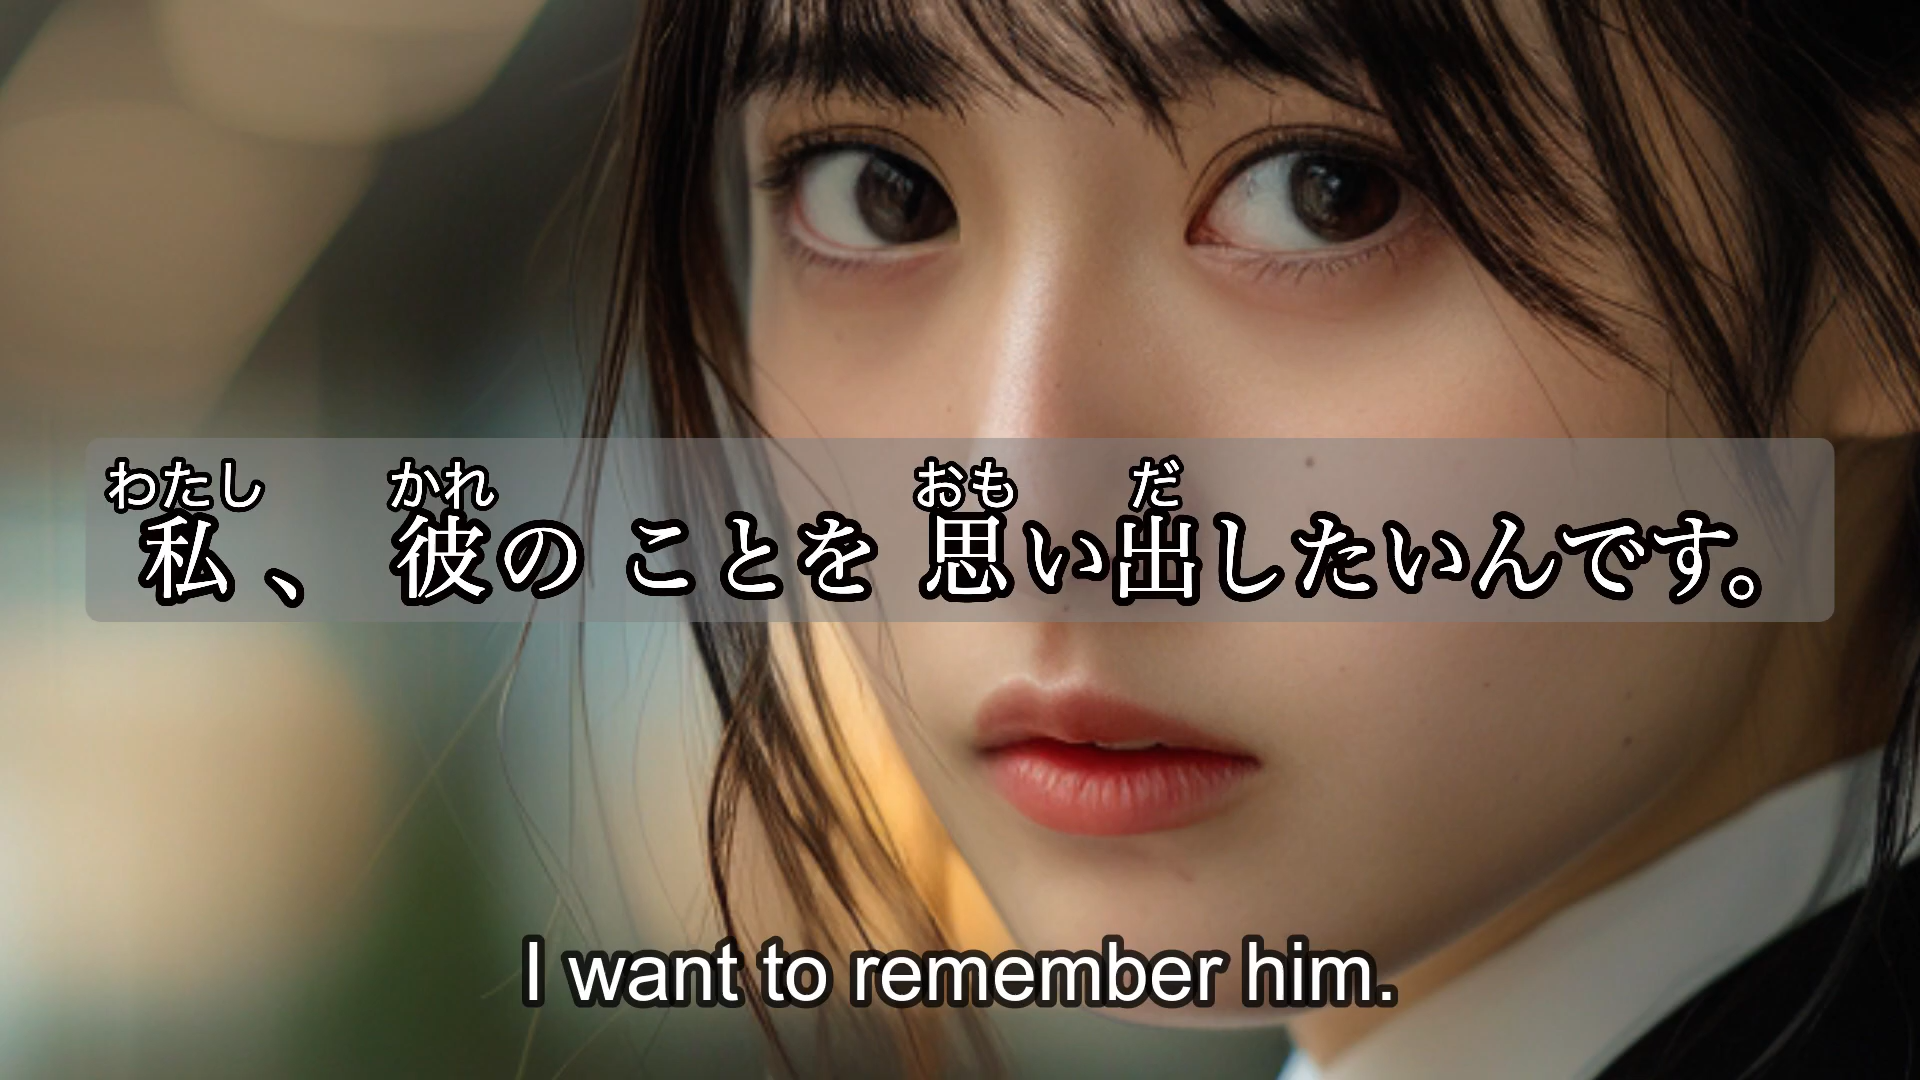 わたし かれ おも だ
私、 彼の ことを 思い出したいんです。
I want to remember him.